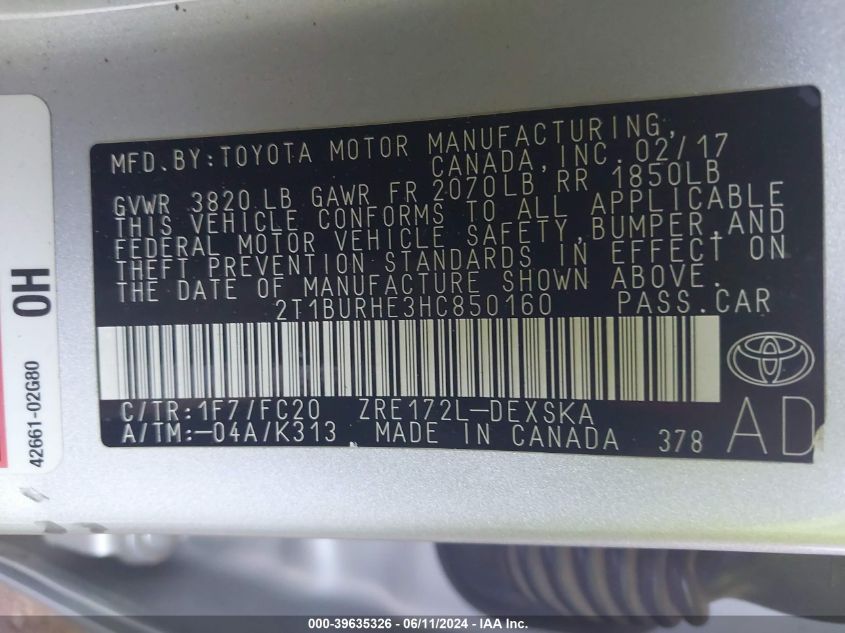 MFD.BY:TOYOTA MOTOR MANUFACTURING,
CANADA,INC. 02/17
GVWR 3820 LB GAWR FR 2070LB RR 1850LB
THIS VEHICLE CONFORMS TO ALL APPLICABLE
FEDERAL MOTOR VEHICLE SAFETY,BUMPER,AND
THEFT PREVENTION STANDARDS IN EFFECT ON
THE DATE OF MANUFACTURE SHOWN ABOVE.
2T1BURHE3HC850160 PASS.CAR
C/TR:1F7/FC20 ZRE172L-DEXSKA
A/TM:-04A/K313 MADE IN CANADA 378
AD
0H
42661-02G80
000-39635326 - 06/11/2024 - IAA Inc.